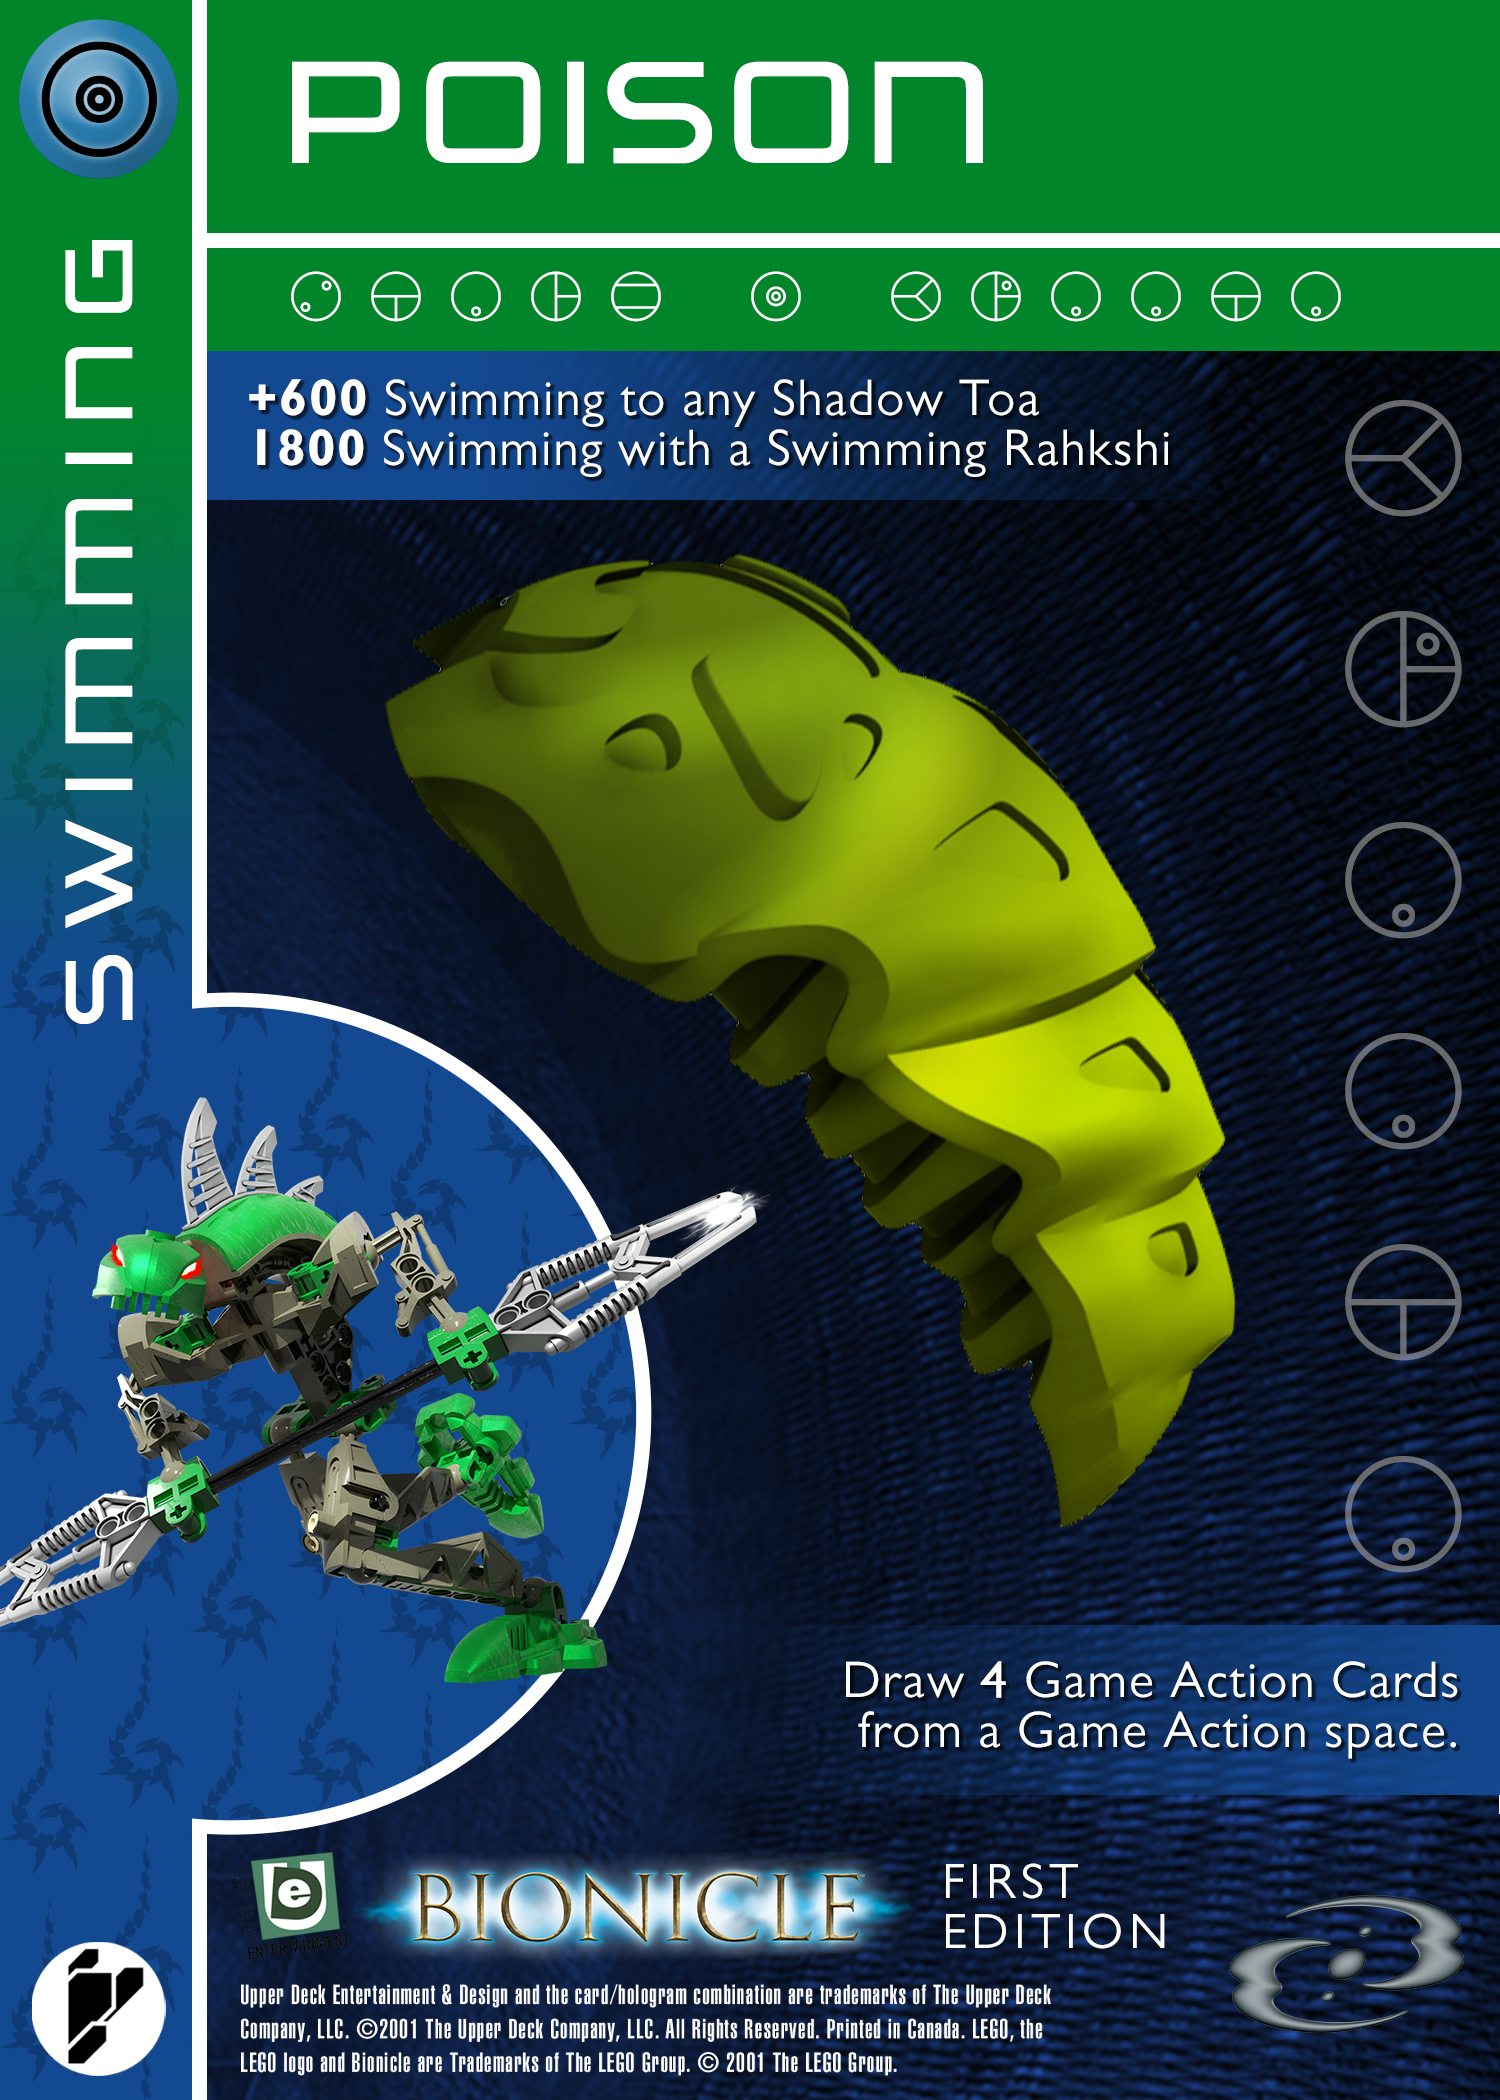 POISON
SWIMMING
+600 Swimming to any Shadow Toa
1800 Swimming with a Swimming Rahkshi
Draw 4 Game Action Cards
from a Game Action space.
e
ENTERTAINMENT
BIONICLE
FIRST
EDITION
Upper Deck Entertainment & Design and the card/hologram combination are trademarks of The Upper Deck
Company, LLC. ©2001 The Upper Deck Company, LLC. All Rights Reserved. Printed in Canada. LEGO, the
LEGO logo and Bionicle are Trademarks of The LEGO Group. © 2001 The LEGO Group.